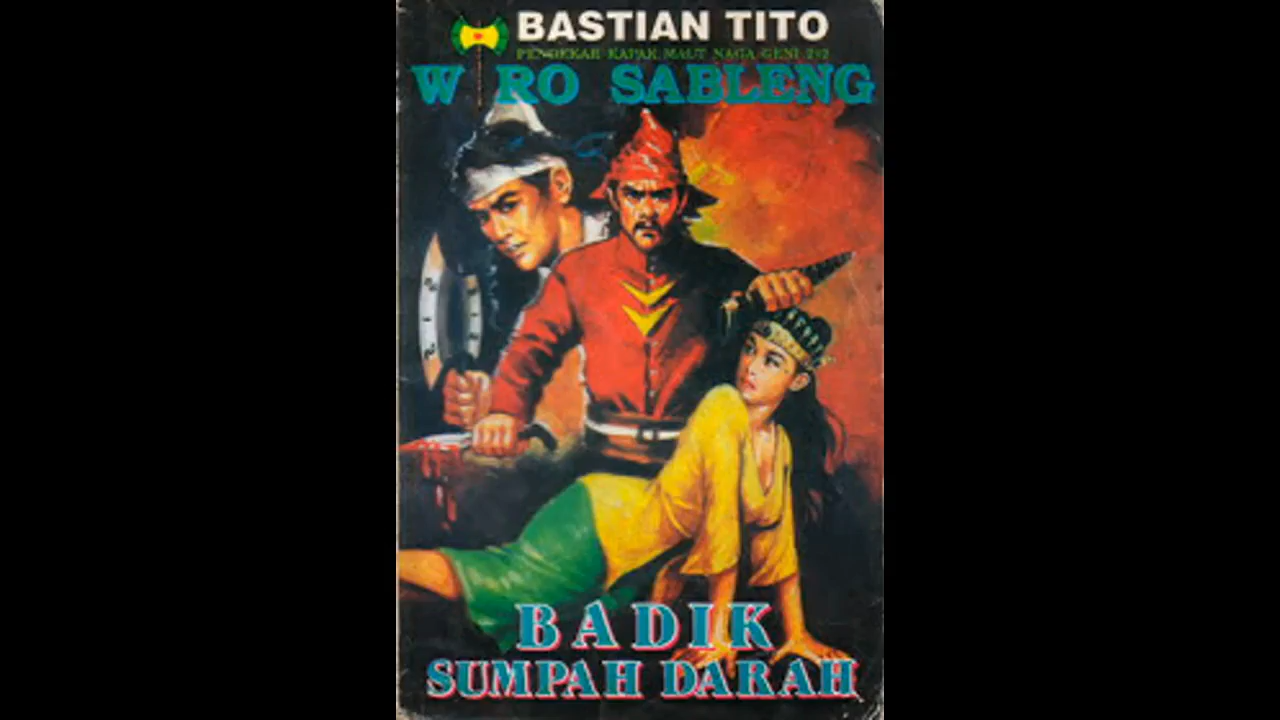 BASTIAN TITO
PENDEKAR KAPAK MAUT NAGA GENI 212
W RO SABLENG
BADIK
SUMPAH DARAH